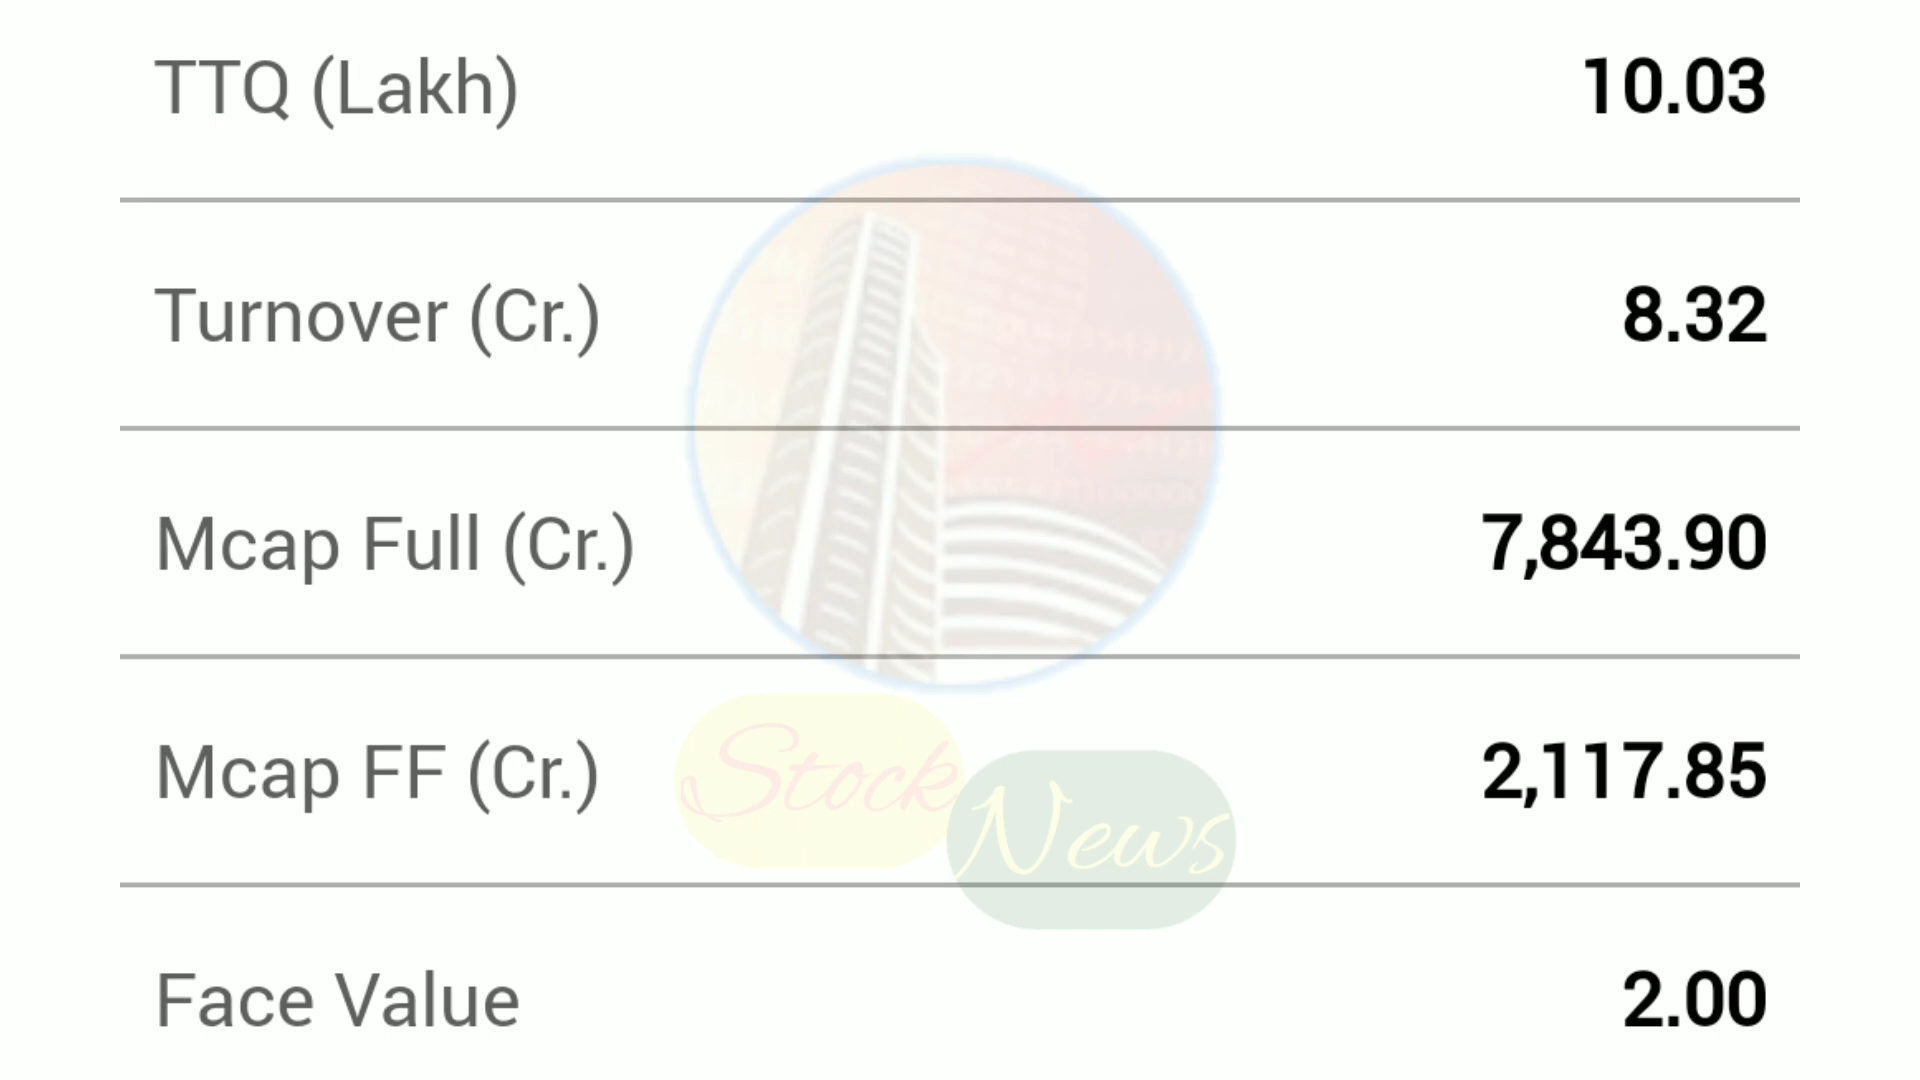 TTQ (Lakh) 10.03
Turnover (Cr.) 8.32
Mcap Full (Cr.) 7,843.90
Mcap FF (Cr.) 2,117.85
Stock
News
Face Value 2.00